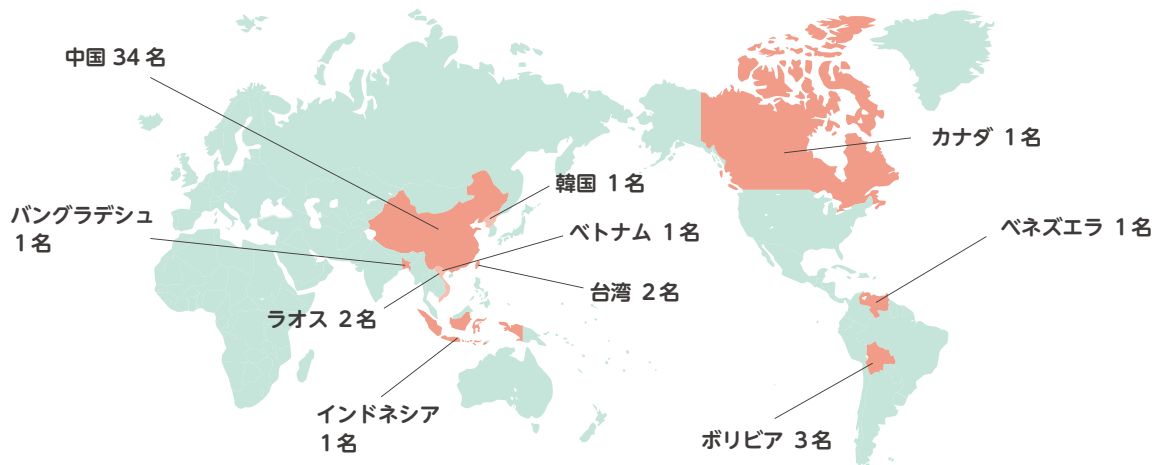 中国 34 名
カナダ 1名
韓国 1名
バングラデシュ
1名
ベトナム 1名
ベネズエラ 1名
台湾 2名
ラオス 2名
インドネシア
1名
ボリビア 3名